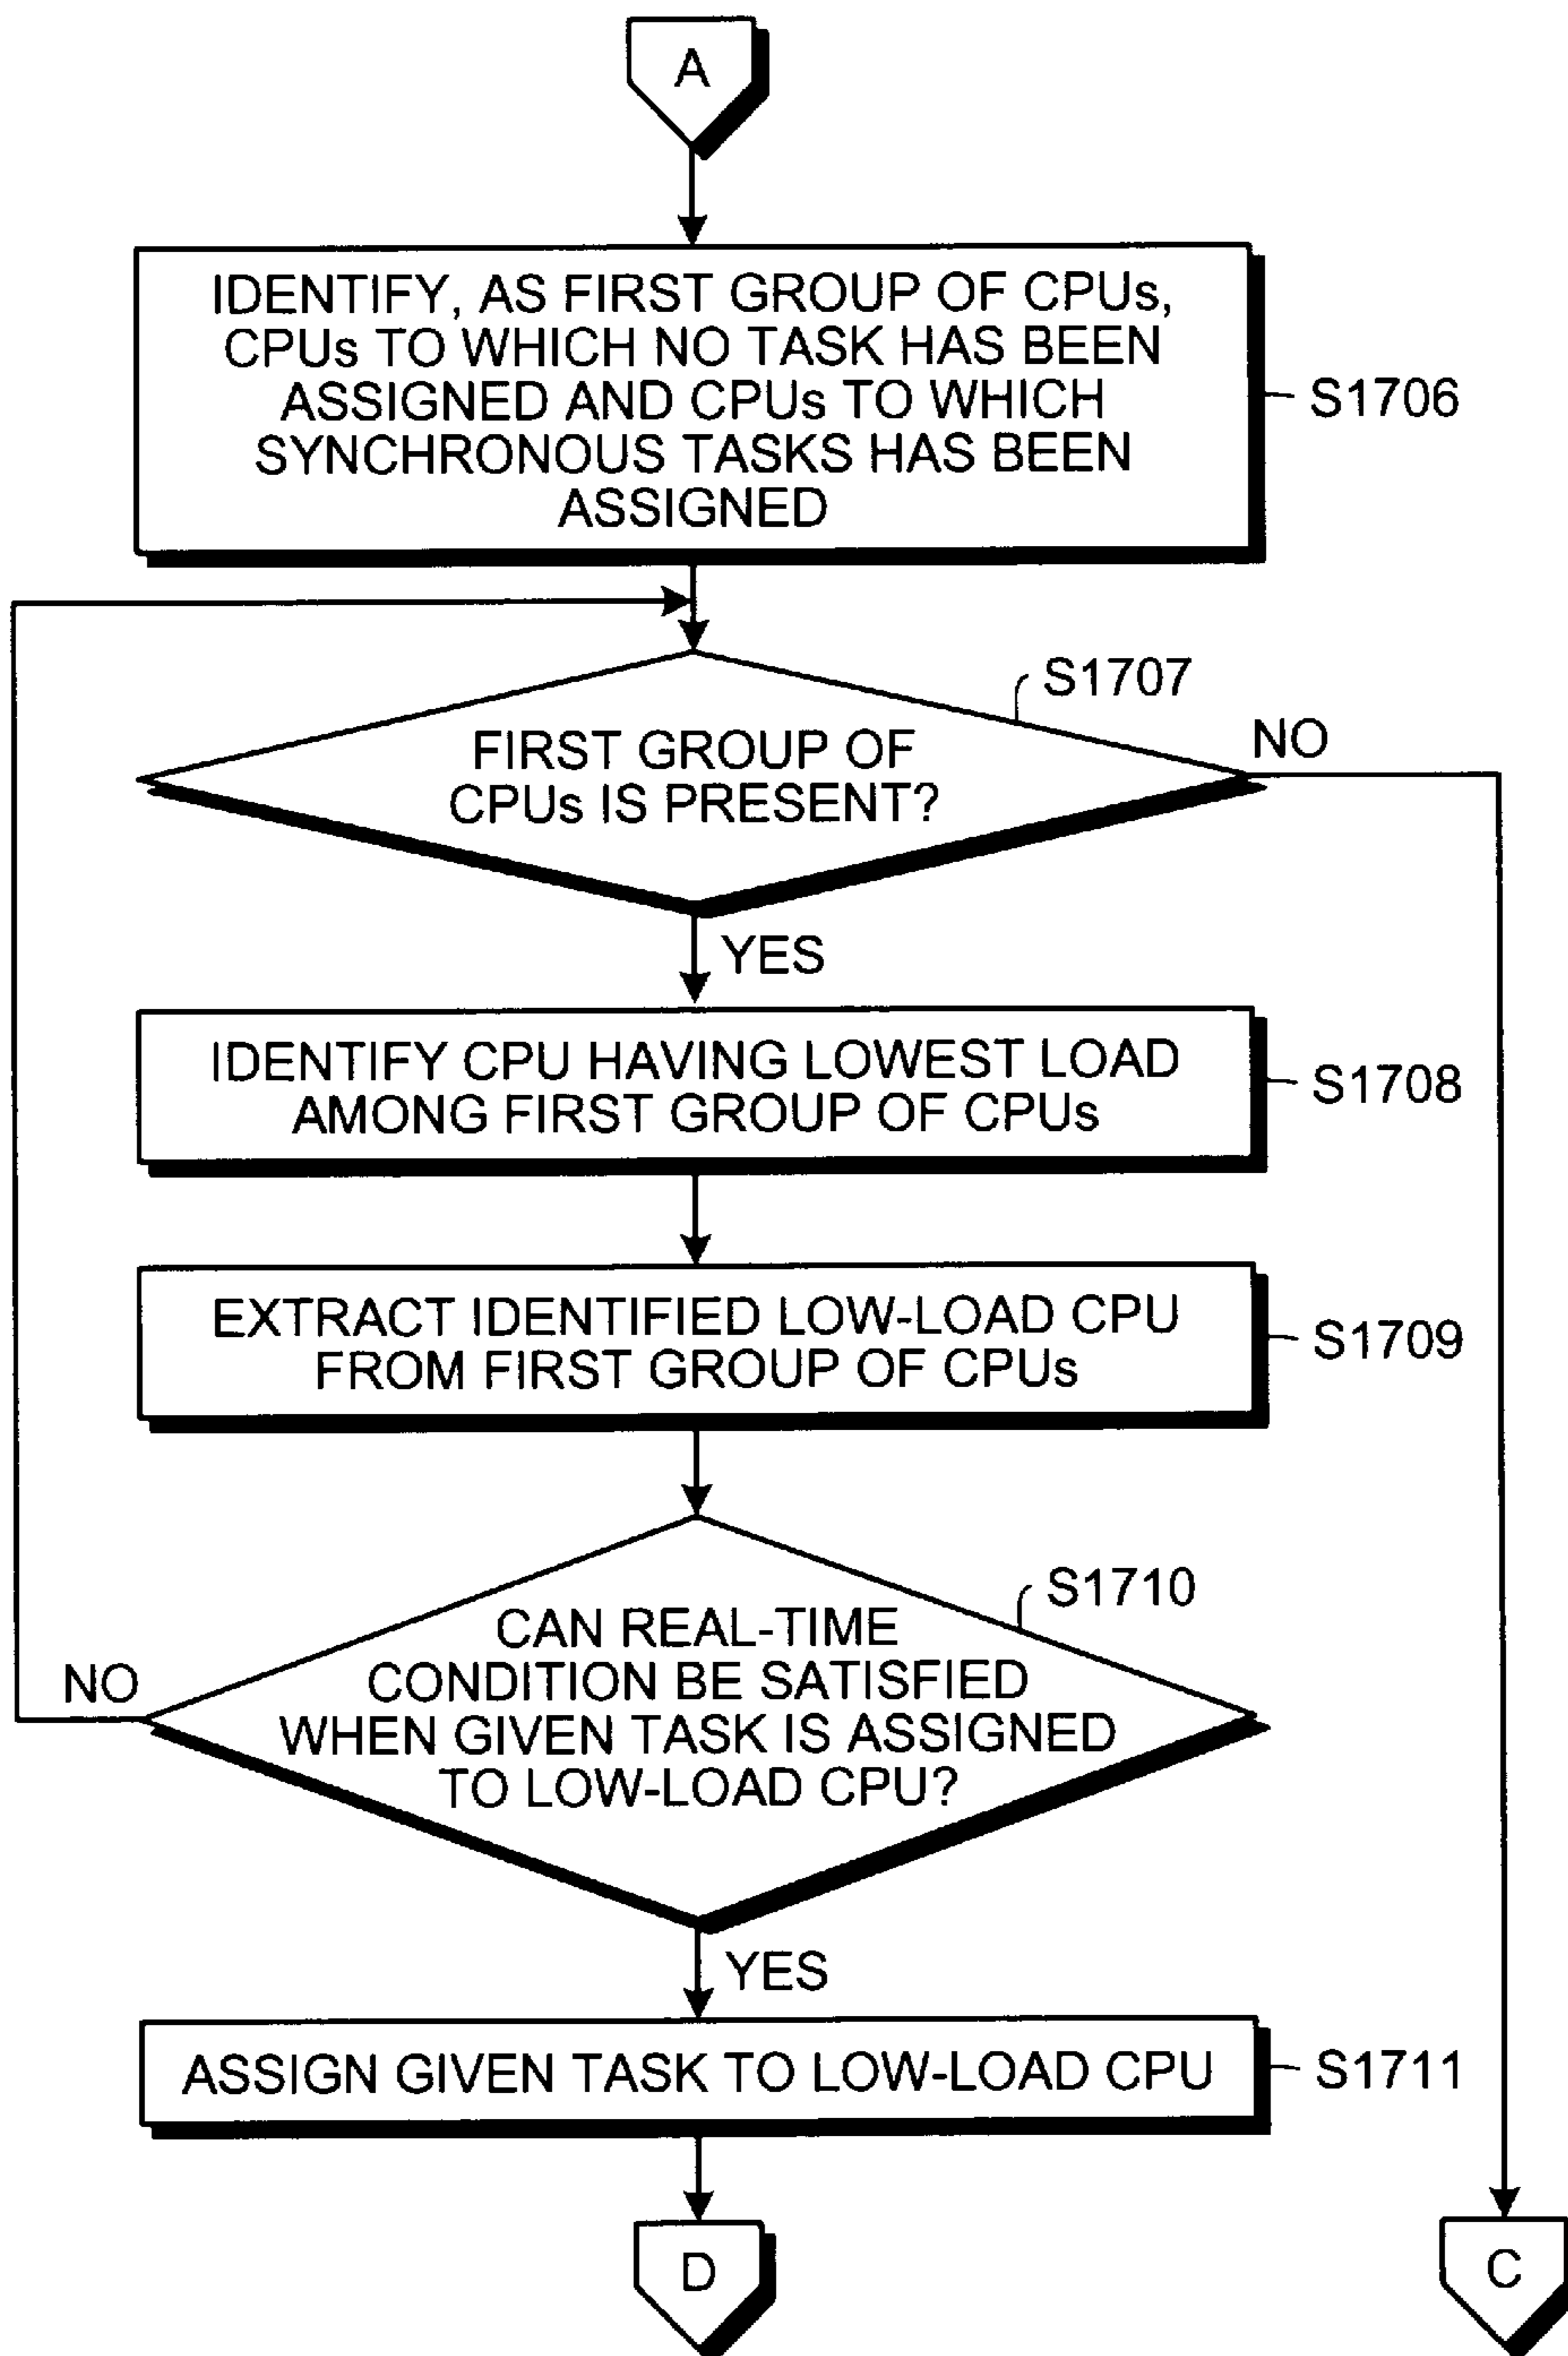 A
IDENTIFY, AS FIRST GROUP OF CPUs,
CPUs TO WHICH NO TASK HAS BEEN
ASSIGNED AND CPUs TO WHICH
SYNCHRONOUS TASKS HAS BEEN
ASSIGNED
S1706
S1707
FIRST GROUP OF
CPUs IS PRESENT?
NO
YES
IDENTIFY CPU HAVING LOWEST LOAD
AMONG FIRST GROUP OF CPUs
S1708
EXTRACT IDENTIFIED LOW-LOAD CPU
FROM FIRST GROUP OF CPUs
S1709
S1710
CAN REAL-TIME
CONDITION BE SATISFIED
WHEN GIVEN TASK IS ASSIGNED
TO LOW-LOAD CPU?
NO
YES
ASSIGN GIVEN TASK TO LOW-LOAD CPU
S1711
D
C